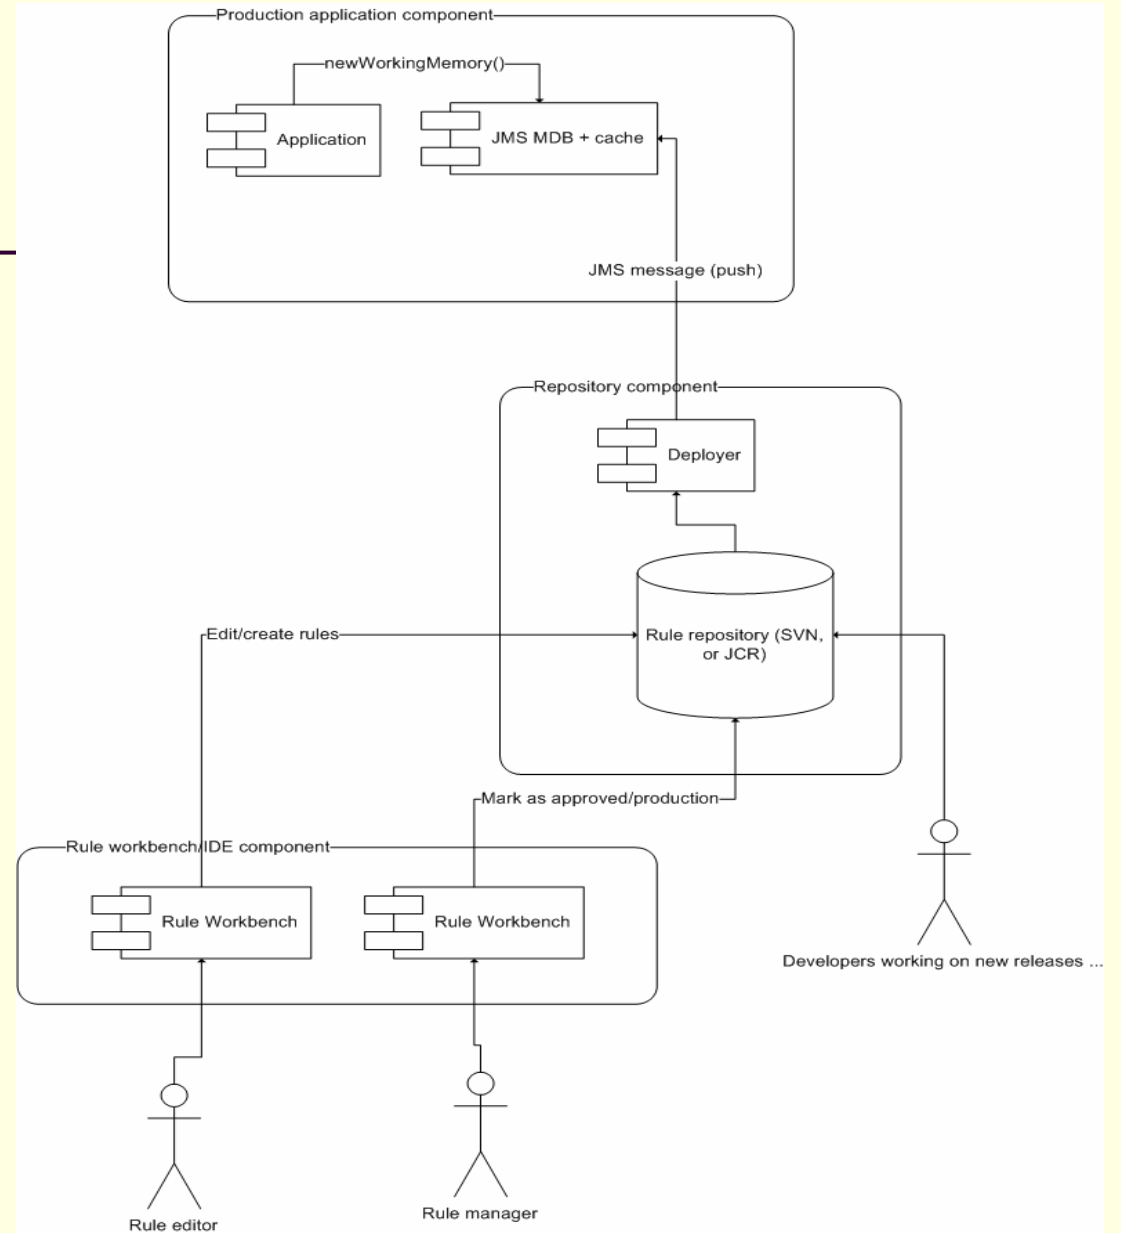 Production application component
newWorkingMemory()
Application
JMS MDB + cache
JMS message (push)
Repository component
Deployer
Edit/create rules
Rule repository (SVN,
or JCR)
Mark as approved/production
Rule workbench/IDE component
Rule Workbench
Rule Workbench
Developers working on new releases ...
Rule editor
Rule manager